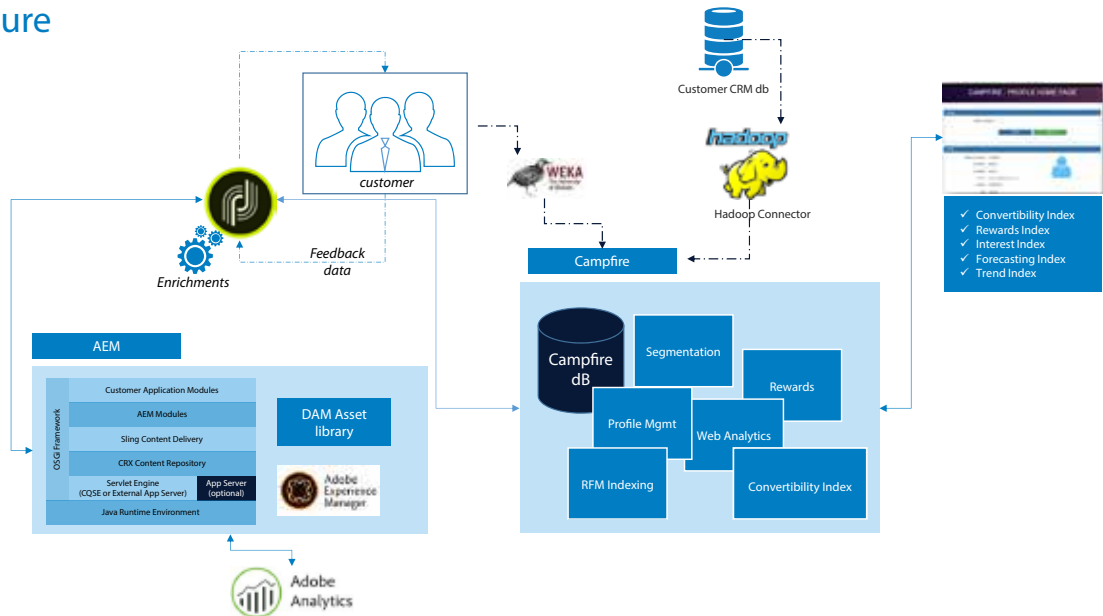 ure
Customer CRM db
hadoop
Hadoop Connector
customer
WEKA
Feedback
data
Enrichments
Campfire
CAMPFIRE - PROFILE HOME PAGE
✓ Convertibility Index
✓ Rewards Index
✓ Interest Index
✓ Forecasting Index
✓ Trend Index
AEM
OSGi Framework
Customer Application Modules
AEM Modules
Sling Content Delivery
CRX Content Repository
Servlet Engine
(CQSE or External App Server)
App Server
(optional)
Java Runtime Environment
DAM Asset
library
Adobe
Experience
Manager
Adobe
Analytics
Campfire
dB
Segmentation
Rewards
Profile Mgmt
Web Analytics
RFM Indexing
Convertibility Index